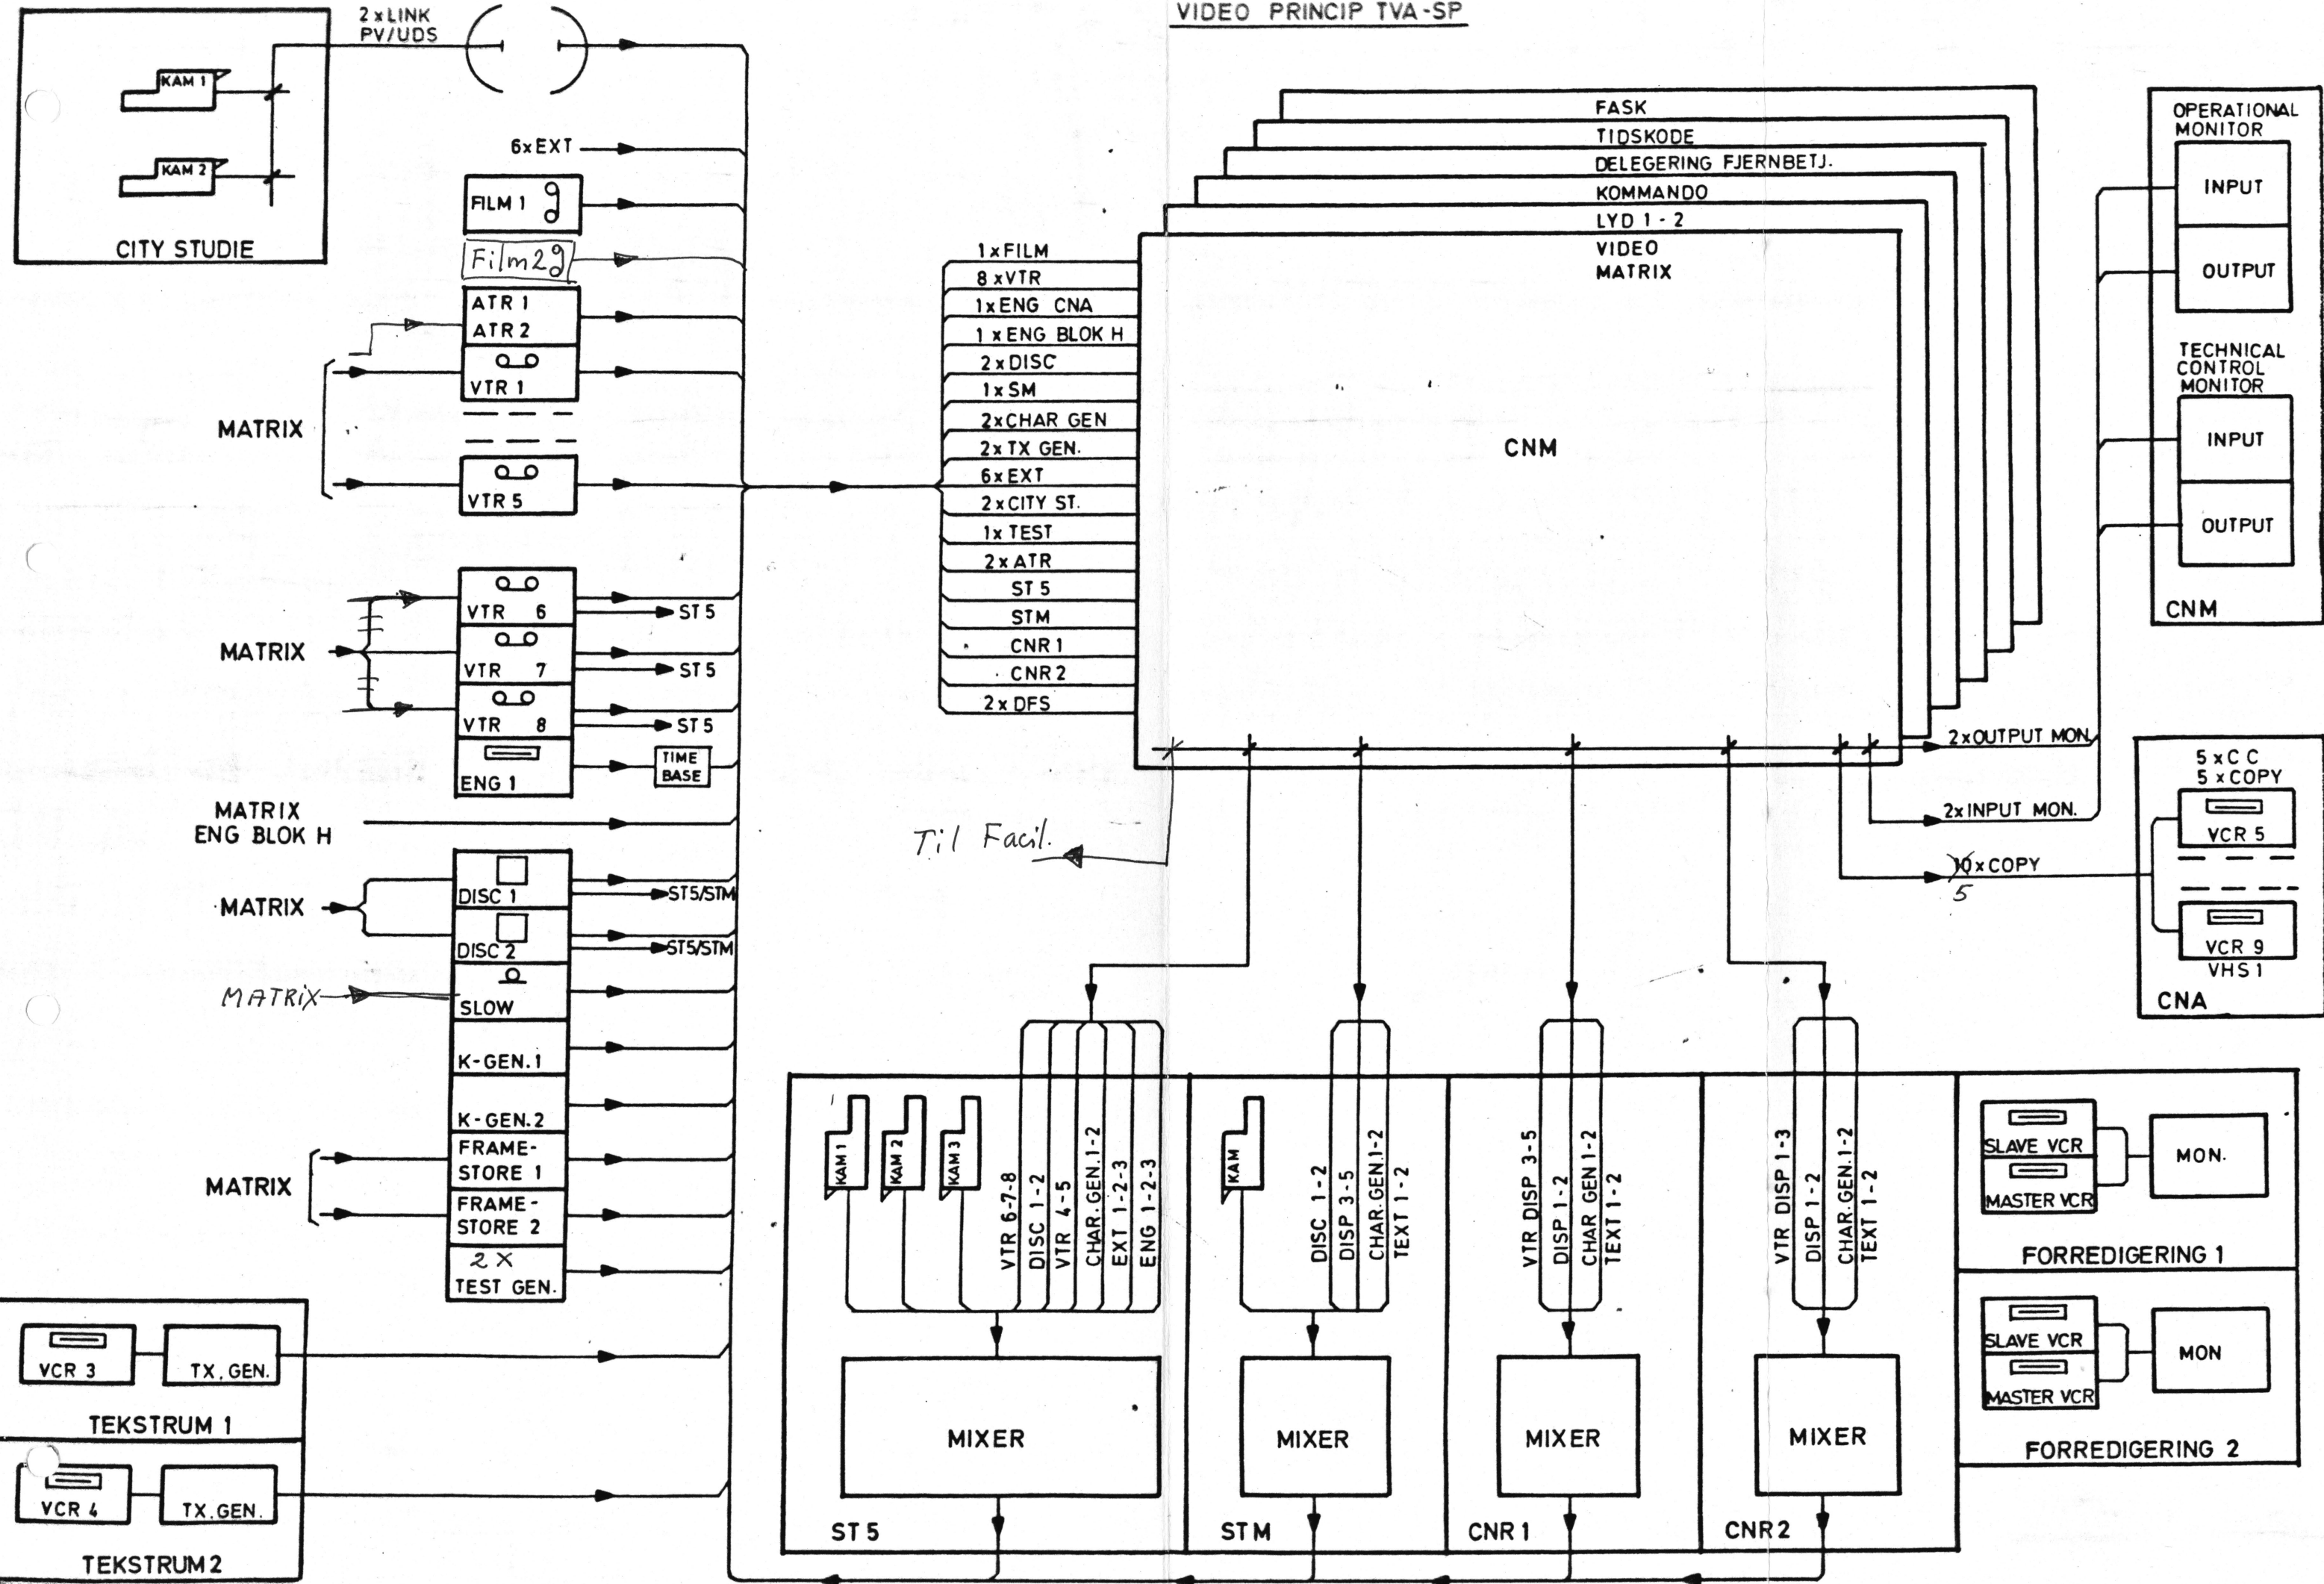 VIDEO PRINCIP TVA-SP
2 x LINK
PV/UDS
KAM 1
KAM 2
CITY STUDIE
6x EXT
FILM 1
Film 2
ATR 1
ATR 2
VTR 1
MATRIX
VTR 5
VTR 6
ST 5
MATRIX
VTR 7
ST 5
VTR 8
ST 5
ENG 1
TIME
BASE
MATRIX
ENG BLOK H
DISC 1
ST5/STM
MATRIX
DISC 2
ST5/STM
MATRIX
SLOW
K-GEN.1
K-GEN.2
FRAME-
STORE 1
MATRIX
FRAME-
STORE 2
2 X
TEST GEN.
VCR 3
TX. GEN.
TEKSTRUM 1
VCR 4
TX. GEN.
TEKSTRUM 2
1 x FILM
8 x VTR
1x ENG CNA
1 x ENG BLOK H
2x DISC
1x SM
2x CHAR GEN
2x TX GEN.
6x EXT
2x CITY ST.
1x TEST
2x ATR
ST 5
STM
CNR 1
CNR 2
2x DFS
FASK
TIDSKODE
DELEGERING FJERNBETJ.
KOMMANDO
LYD 1 - 2
VIDEO
MATRIX
CNM
OPERATIONAL
MONITOR
INPUT
OUTPUT
TECHNICAL
CONTROL
MONITOR
INPUT
OUTPUT
CNM
2x OUTPUT MON.
2x INPUT MON.
10 x COPY
5
Til Facil.
5 x C C
5 x COPY
VCR 5
VCR 9
VHS 1
CNA
KAM 1
KAM 2
KAM 3
VTR 6-7-8
DISC 1-2
VTR 4-5
CHAR. GEN. 1-2
EXT 1-2-3
ENG 1-2-3
MIXER
ST 5
KAM
DISC 1-2
DISP 3-5
CHAR. GEN. 1-2
TEXT 1-2
MIXER
STM
VTR DISP 3-5
DISP 1-2
CHAR GEN 1-2
TEXT 1-2
MIXER
CNR 1
VTR DISP 1-3
DISP 1-2
CHAR. GEN. 1-2
TEXT 1-2
MIXER
CNR 2
SLAVE VCR
MASTER VCR
MON.
FORREDIGERING 1
SLAVE VCR
MASTER VCR
MON
FORREDIGERING 2